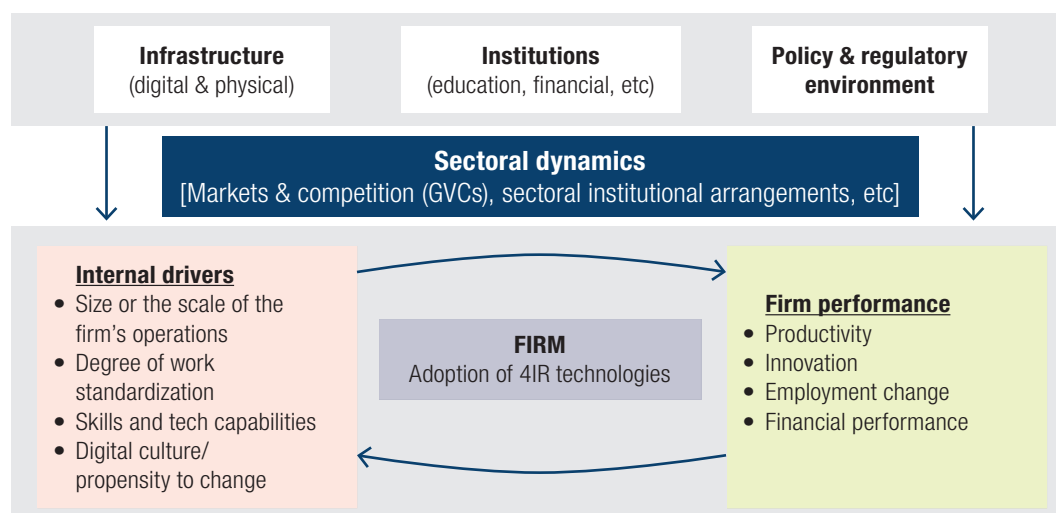 Infrastructure
(digital & physical)
Institutions
(education, financial, etc)
Policy & regulatory
environment
Sectoral dynamics
[Markets & competition (GVCs), sectoral institutional arrangements, etc]
Internal drivers
• Size or the scale of the
firm's operations
• Degree of work
standardization
• Skills and tech capabilities
• Digital culture/
propensity to change
FIRM
Adoption of 4IR technologies
Firm performance
• Productivity
• Innovation
• Employment change
• Financial performance